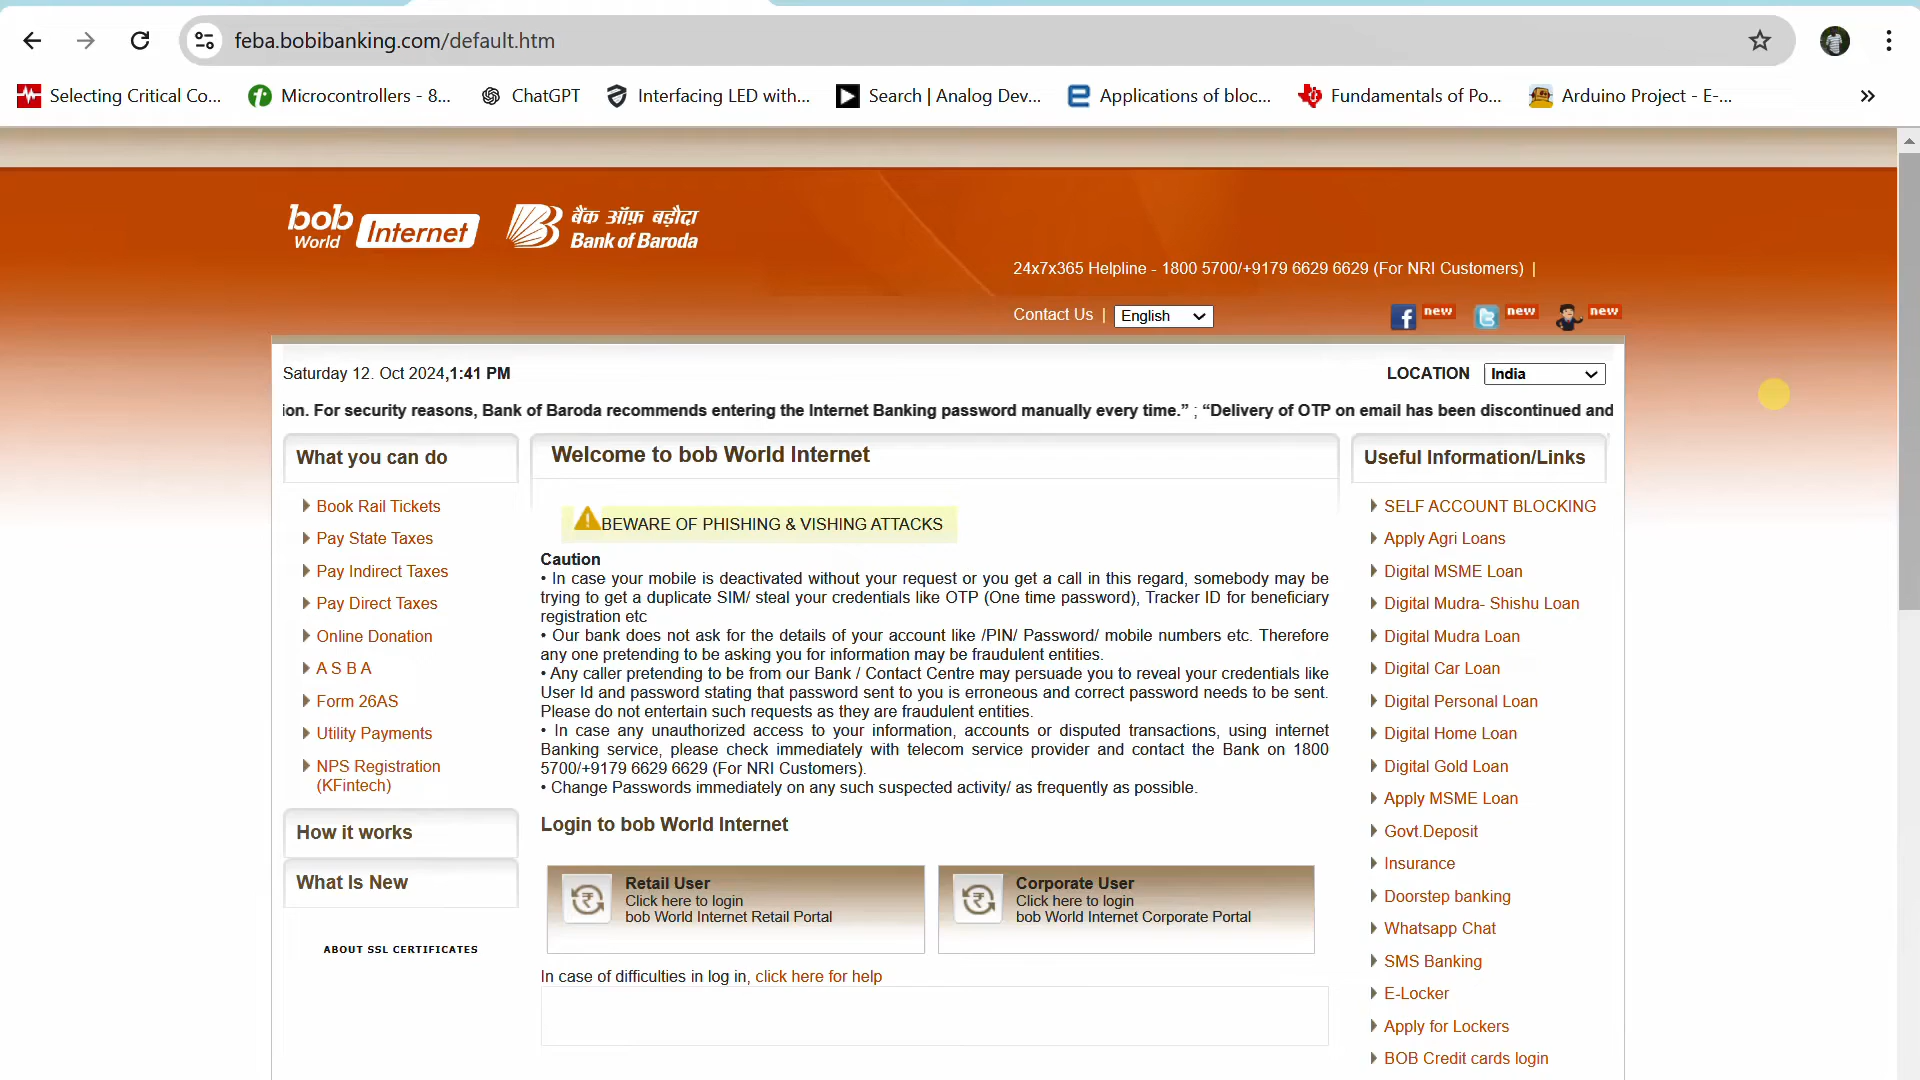 feba.bobibanking.com/default.htm
Selecting Critical Co...
Microcontrollers - 8...
ChatGPT
Interfacing LED with...
Search | Analog Dev...
Applications of bloc...
Fundamentals of Po...
Arduino Project - E-...
bob
World
Internet
बैंक ऑफ़ बड़ौदा
Bank of Baroda
24x7x365 Helpline - 1800 5700/+9179 6629 6629 (For NRI Customers) |
Contact Us |
English
new
new
new
Saturday 12. Oct 2024,1:41 PM
LOCATION
India
ion. For security reasons, Bank of Baroda recommends entering the Internet Banking password manually every time.” ; “Delivery of OTP on email has been discontinued and
What you can do
Book Rail Tickets
Pay State Taxes
Pay Indirect Taxes
Pay Direct Taxes
Online Donation
A S B A
Form 26AS
Utility Payments
NPS Registration
(KFintech)
How it works
What Is New
ABOUT SSL CERTIFICATES
Welcome to bob World Internet
BEWARE OF PHISHING & VISHING ATTACKS
Caution
• In case your mobile is deactivated without your request or you get a call in this regard, somebody may be
trying to get a duplicate SIM/ steal your credentials like OTP (One time password), Tracker ID for beneficiary
registration etc
• Our bank does not ask for the details of your account like /PIN/ Password/ mobile numbers etc. Therefore
any one pretending to be asking you for information may be fraudulent entities.
• Any caller pretending to be from our Bank / Contact Centre may persuade you to reveal your credentials like
User Id and password stating that password sent to you is erroneous and correct password needs to be sent.
Please do not entertain such requests as they are fraudulent entities.
• In case any unauthorized access to your information, accounts or disputed transactions, using internet
Banking service, please check immediately with telecom service provider and contact the Bank on 1800
5700/+9179 6629 6629 (For NRI Customers).
• Change Passwords immediately on any such suspected activity/ as frequently as possible.
Login to bob World Internet
Retail User
Click here to login
bob World Internet Retail Portal
Corporate User
Click here to login
bob World Internet Corporate Portal
In case of difficulties in log in, click here for help
Useful Information/Links
SELF ACCOUNT BLOCKING
Apply Agri Loans
Digital MSME Loan
Digital Mudra- Shishu Loan
Digital Mudra Loan
Digital Car Loan
Digital Personal Loan
Digital Home Loan
Digital Gold Loan
Apply MSME Loan
Govt.Deposit
Insurance
Doorstep banking
Whatsapp Chat
SMS Banking
E-Locker
Apply for Lockers
BOB Credit cards login